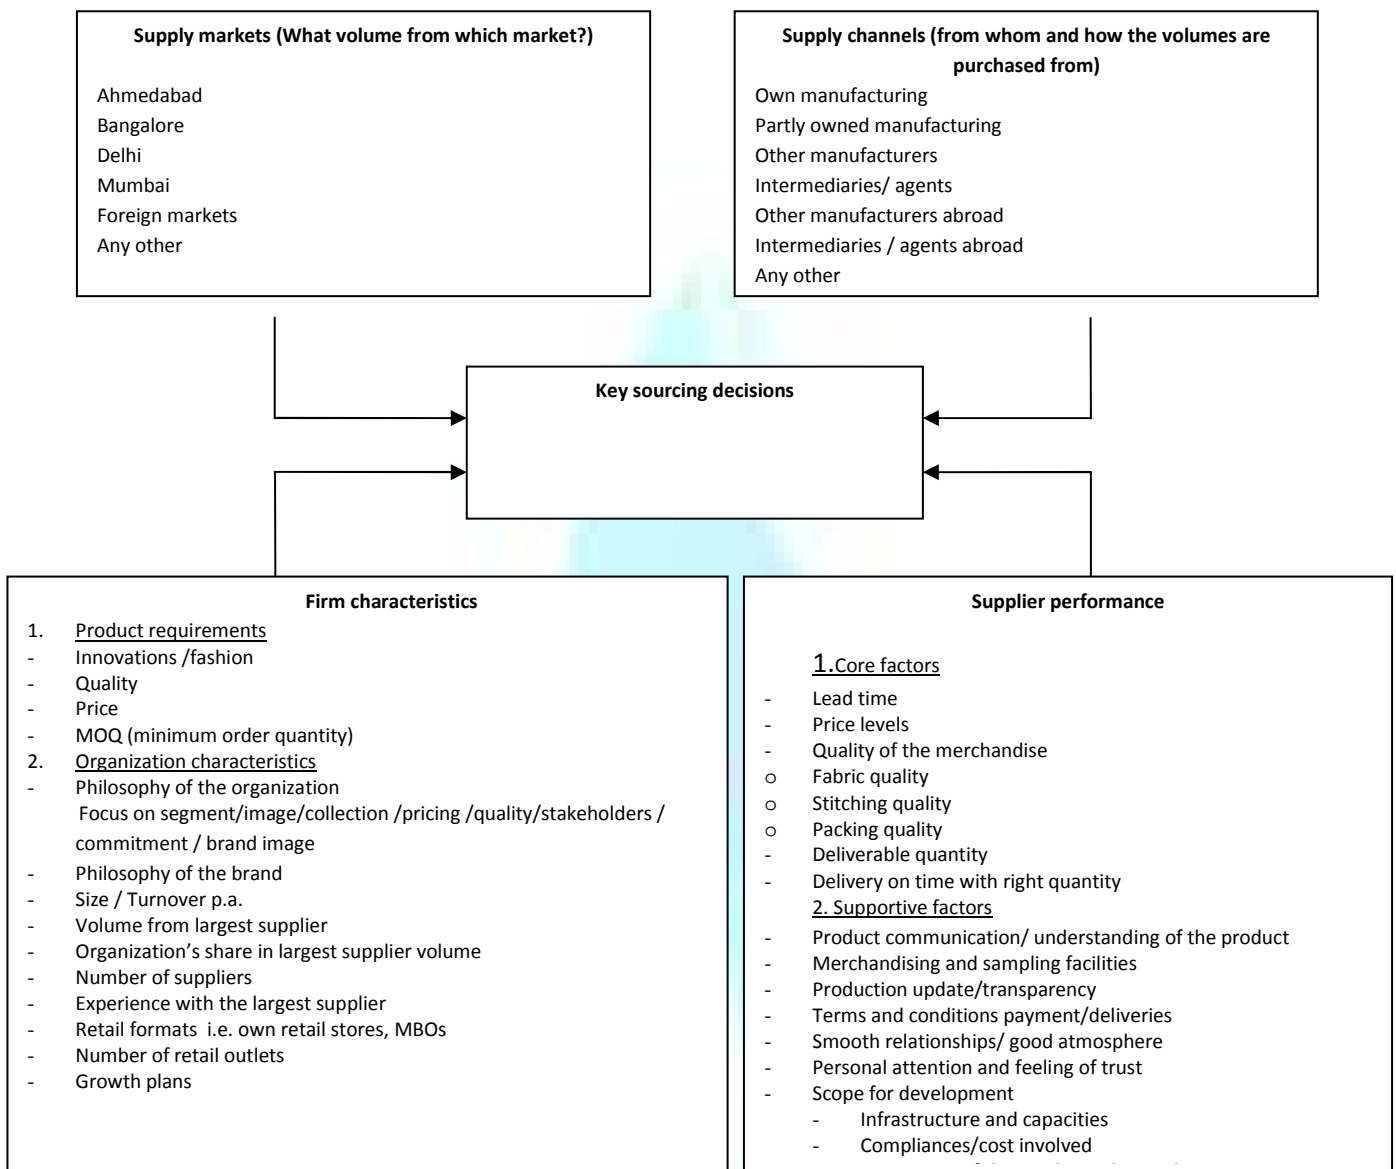 Supply markets (What volume from which market?)
Ahmedabad
Bangalore
Delhi
Mumbai
Foreign markets
Any other
Supply channels (from whom and how the volumes are
purchased from)
Own manufacturing
Partly owned manufacturing
Other manufacturers
Intermediaries/ agents
Other manufacturers abroad
Intermediaries / agents abroad
Any other
Key sourcing decisions
Firm characteristics
1. Product requirements
- Innovations /fashion
- Quality
- Price
- MOQ (minimum order quantity)
2. Organization characteristics
- Philosophy of the organization
Focus on segment/image/collection /pricing /quality/stakeholders /
commitment / brand image
- Philosophy of the brand
- Size / Turnover p.a.
- Volume from largest supplier
- Organization's share in largest supplier volume
- Number of suppliers
- Experience with the largest supplier
- Retail formats i.e. own retail stores, MBOs
- Number of retail outlets
- Growth plans
Supplier performance
1.Core factors
- Lead time
- Price levels
- Quality of the merchandise
o Fabric quality
o Stitching quality
o Packing quality
- Deliverable quantity
- Delivery on time with right quantity
2. Supportive factors
- Product communication/ understanding of the product
- Merchandising and sampling facilities
- Production update/transparency
- Terms and conditions payment/deliveries
- Smooth relationships/ good atmosphere
- Personal attention and feeling of trust
- Scope for development
- Infrastructure and capacities
- Compliances/cost involved